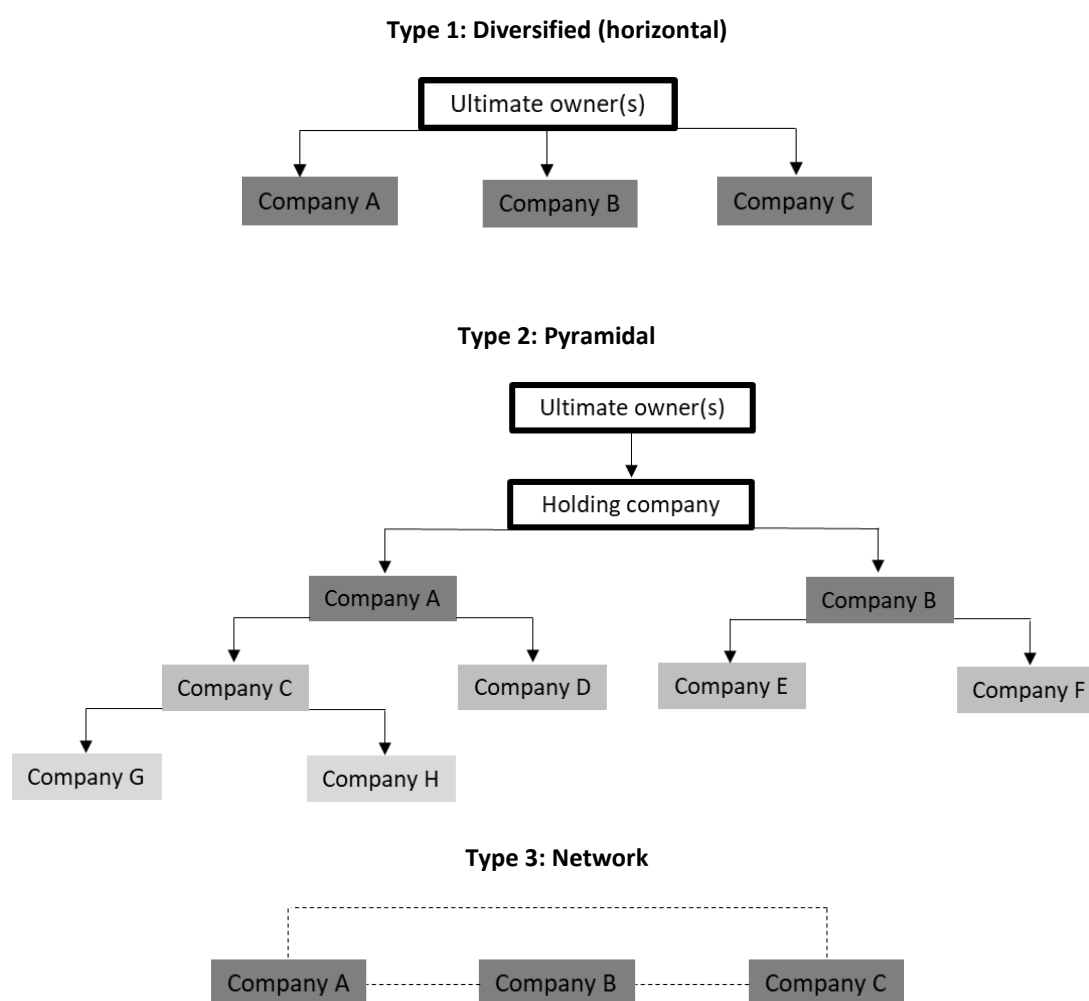 Type 1: Diversified (horizontal)
Ultimate owner(s)
Company A
Company B
Company C
Type 2: Pyramidal
Ultimate owner(s)
Holding company
Company A
Company B
Company C
Company D
Company E
Company F
Company G
Company H
Type 3: Network
Company A
Company B
Company C